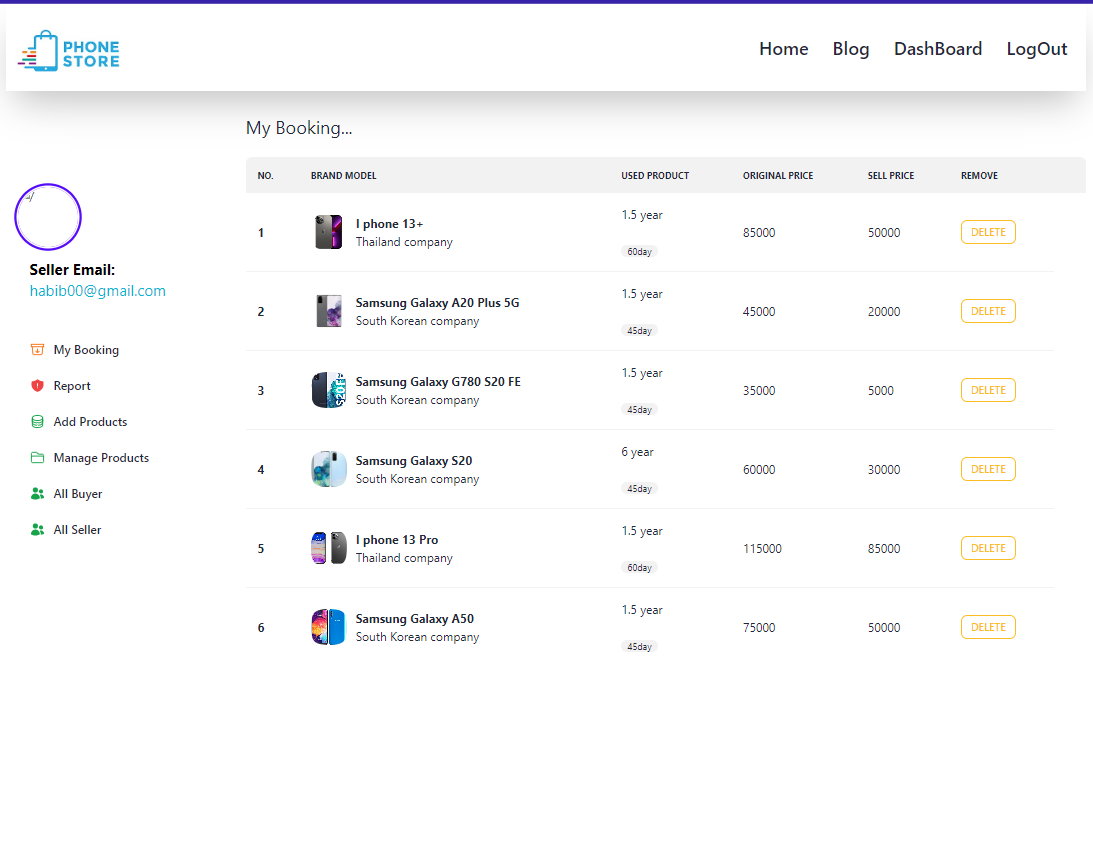 PHONE
STORE
Home Blog DashBoard LogOut
My Booking...
Seller Email:
habib00@gmail.com
My Booking
Report
Add Products
Manage Products
All Buyer
All Seller
NO. BRAND MODEL USED PRODUCT ORIGINAL PRICE SELL PRICE REMOVE
1 I phone 13+ Thailand company 1.5 year 60day 85000 50000 DELETE
2 Samsung Galaxy A20 Plus 5G South Korean company 1.5 year 45day 45000 20000 DELETE
3 Samsung Galaxy G780 S20 FE South Korean company 1.5 year 45day 35000 5000 DELETE
4 Samsung Galaxy S20 South Korean company 6 year 45day 60000 30000 DELETE
5 I phone 13 Pro Thailand company 1.5 year 60day 115000 85000 DELETE
6 Samsung Galaxy A50 South Korean company 1.5 year 45day 75000 50000 DELETE